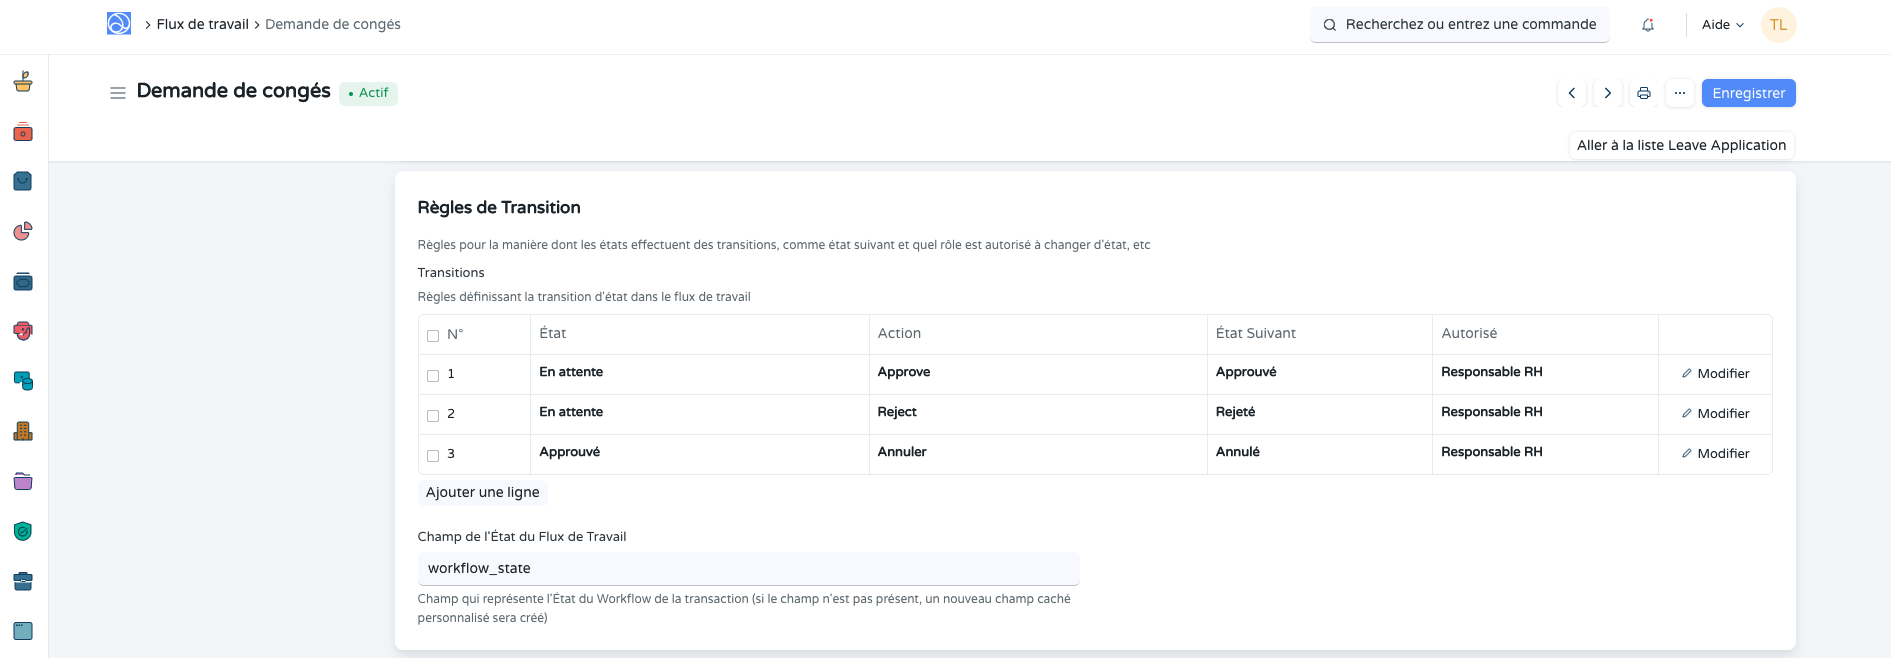 Flux de travail Demande de congés
Recherchez ou entrez une commande
Aide
TL
Demande de congés
Actif
Enregistrer
Aller à la liste Leave Application
Règles de Transition
Règles pour la manière dont les états effectuent des transitions, comme état suivant et quel rôle est autorisé à changer d'état, etc
Transitions
Règles définissant la transition d'état dans le flux de travail
N° État Action État Suivant Autorisé
1 En attente Approve Approuvé Responsable RH Modifier
2 En attente Reject Rejeté Responsable RH Modifier
3 Approuvé Annuler Annulé Responsable RH Modifier
Ajouter une ligne
Champ de l'État du Flux de Travail
workflow_state
Champ qui représente l'État du Workflow de la transaction (si le champ n'est pas présent, un nouveau champ caché
personnalisé sera créé)